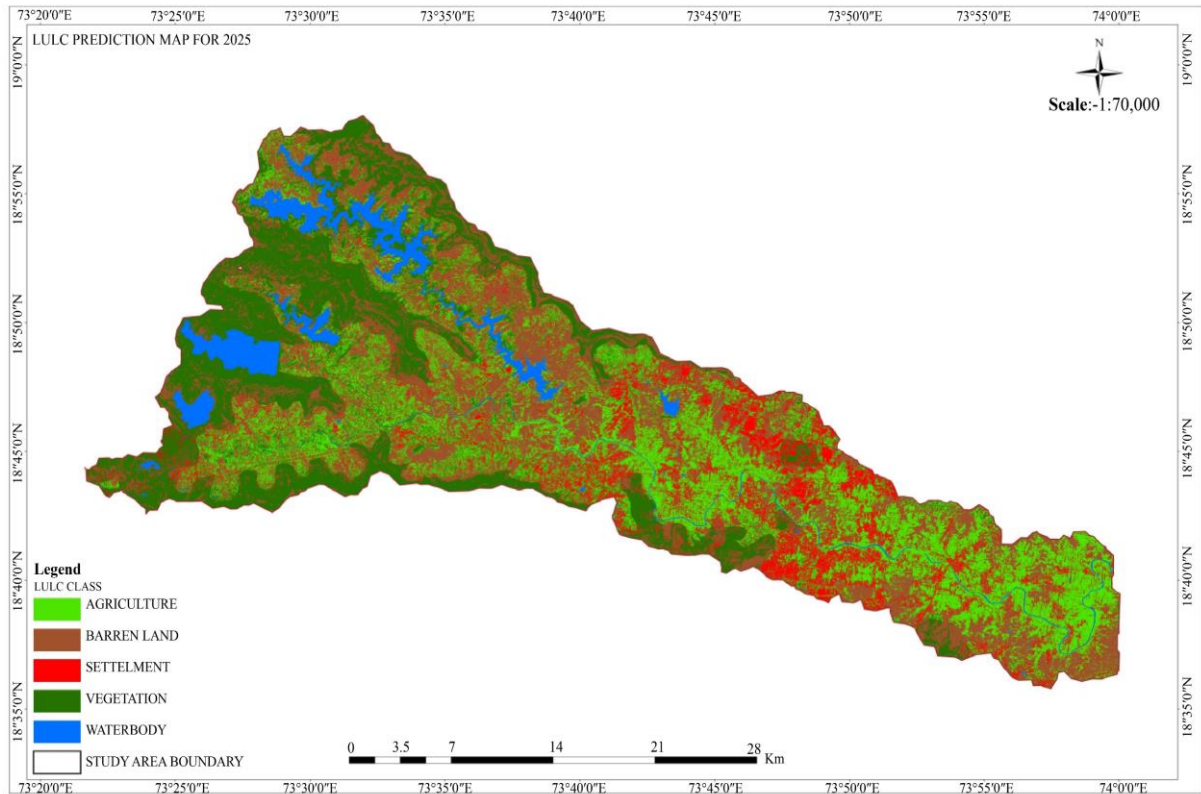 73°20'0"E 73°25'0"E 73°30'0"E 73°35'0"E 73°40'0"E 73°45'0"E 73°50'0"E 73°55'0"E 74°0'0"E
LULC PREDICTION MAP FOR 2025
N
Scale:-1:70,000
19°0'0"N
18°55'0"N
18°50'0"N
18°45'0"N
18°40'0"N
18°35'0"N
19°0'0"N
18°55'0"N
18°50'0"N
18°45'0"N
18°40'0"N
18°35'0"N
Legend
LULC CLASS
AGRICULTURE
BARREN LAND
SETTELMENT
VEGETATION
WATERBODY
STUDY AREA BOUNDARY
0 3.5 7 14 21 28
Km
73°20'0"E 73°25'0"E 73°30'0"E 73°35'0"E 73°40'0"E 73°45'0"E 73°50'0"E 73°55'0"E 74°0'0"E